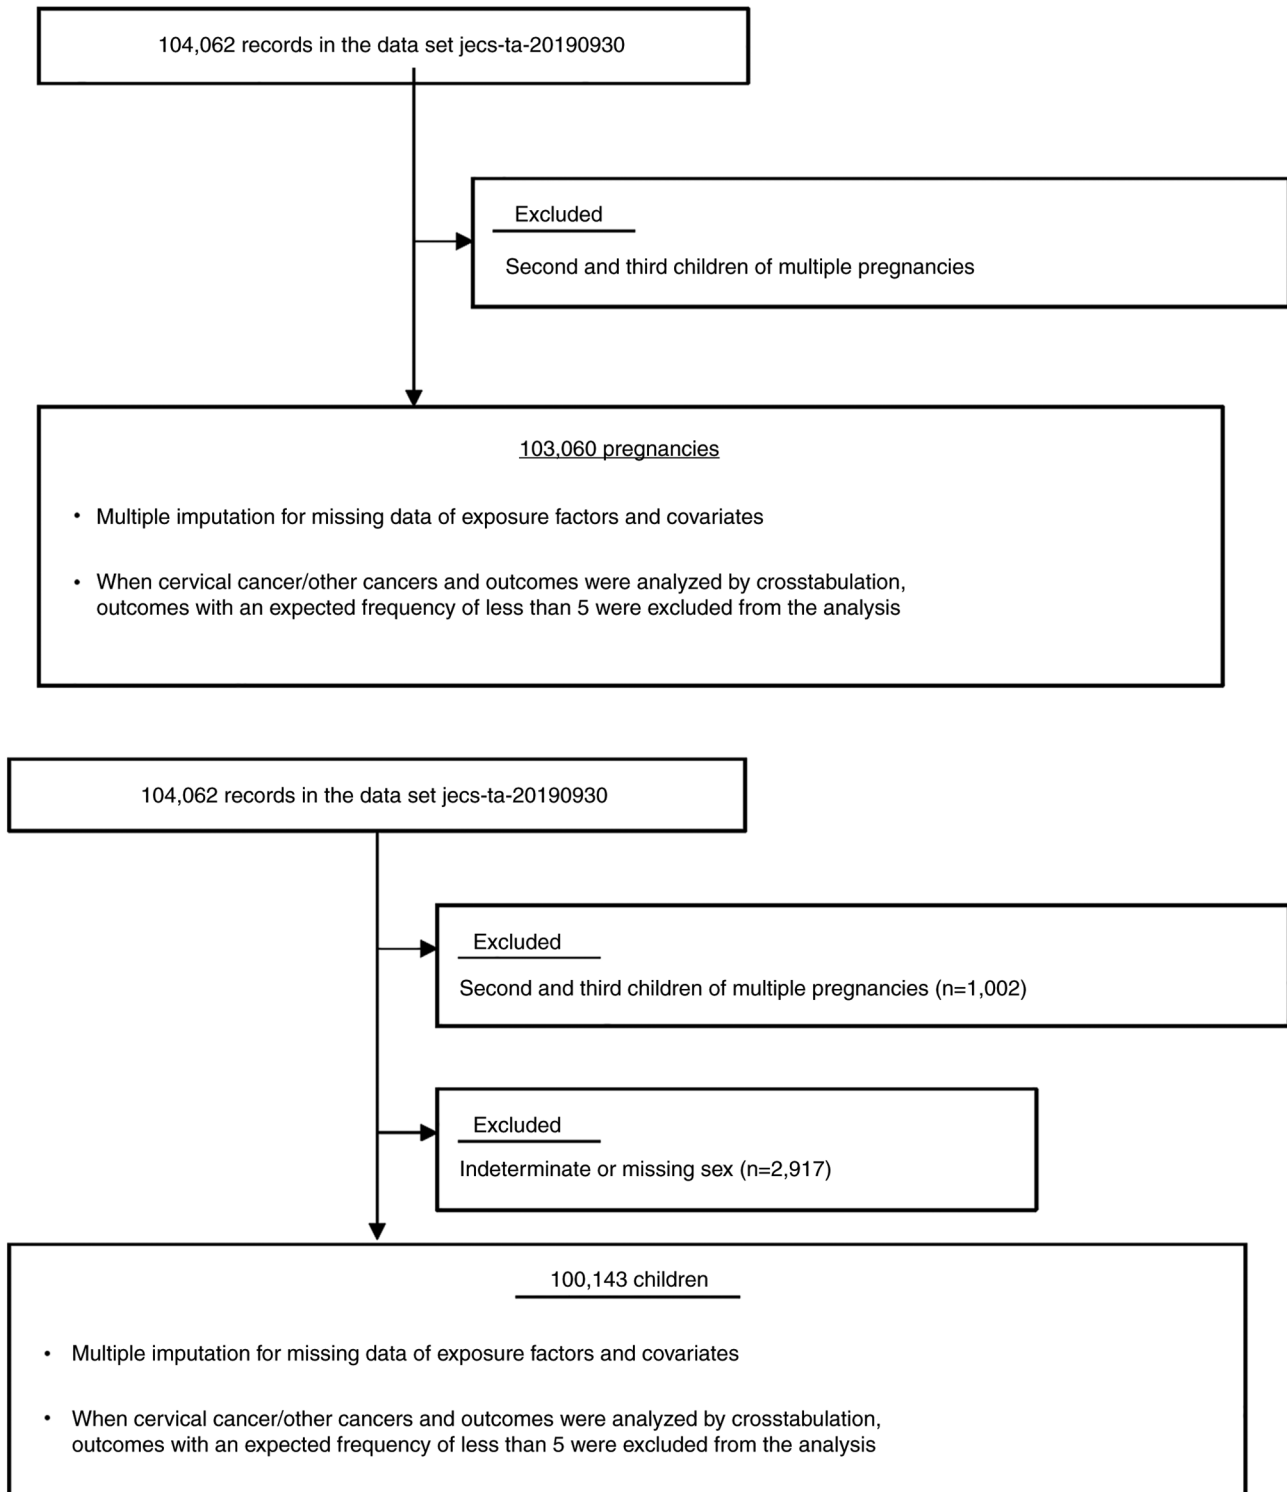 104,062 records in the data set jecs-ta-20190930
Excluded
Second and third children of multiple pregnancies
103,060 pregnancies
• Multiple imputation for missing data of exposure factors and covariates
• When cervical cancer/other cancers and outcomes were analyzed by crosstabulation,
outcomes with an expected frequency of less than 5 were excluded from the analysis
104,062 records in the data set jecs-ta-20190930
Excluded
Second and third children of multiple pregnancies (n=1,002)
Excluded
Indeterminate or missing sex (n=2,917)
100,143 children
• Multiple imputation for missing data of exposure factors and covariates
• When cervical cancer/other cancers and outcomes were analyzed by crosstabulation,
outcomes with an expected frequency of less than 5 were excluded from the analysis